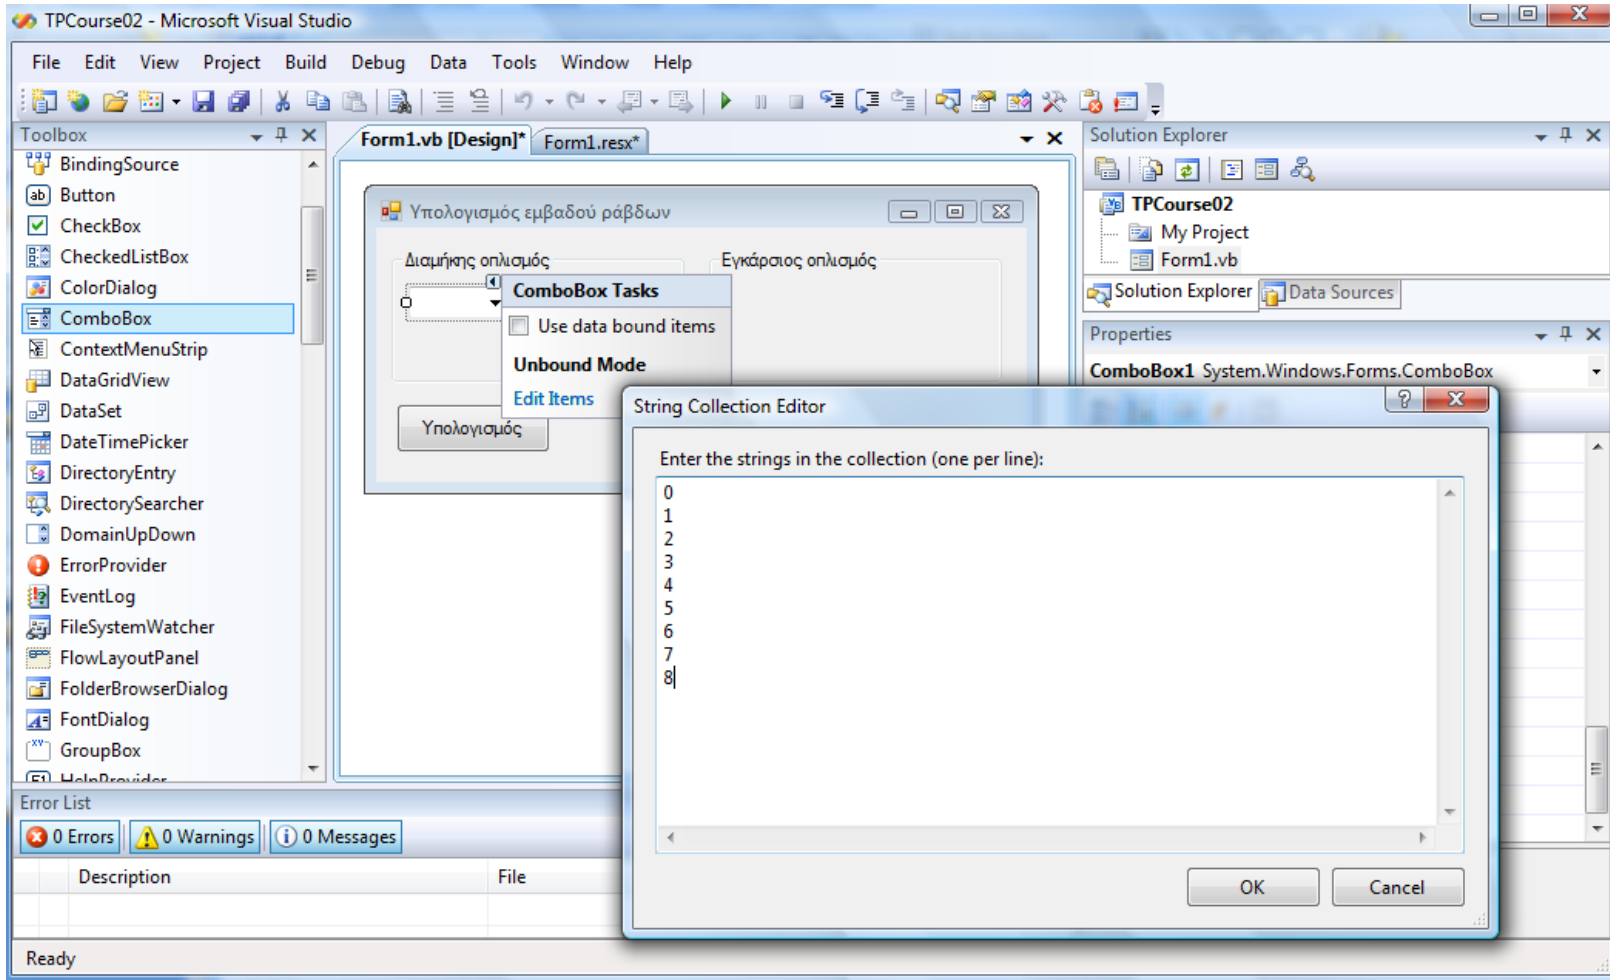 TPCourse02 - Microsoft Visual Studio
File Edit View Project Build Debug Data Tools Window Help
Toolbox
BindingSource
Button
CheckBox
CheckedListBox
ColorDialog
ComboBox
ContextMenuStrip
DataGridView
DataSet
DateTimePicker
DirectoryEntry
DirectorySearcher
DomainUpDown
ErrorProvider
EventLog
FileSystemWatcher
FlowLayoutPanel
FolderBrowserDialog
FontDialog
GroupBox
HelpProvider
Form1.vb [Design]* Form1.resx*
Υπολογισμός εμβαδού ράβδων
Διαμήκης οπλισμός Εγκάρσιος οπλισμός
ComboBox Tasks
Use data bound items
Unbound Mode
Edit Items
Υπολογισμός
Solution Explorer
TPCourse02
My Project
Form1.vb
Solution Explorer Data Sources
Properties
ComboBox1 System.Windows.Forms.ComboBox
String Collection Editor
Enter the strings in the collection (one per line):
0
1
2
3
4
5
6
7
8
OK Cancel
Error List
0 Errors 0 Warnings 0 Messages
Description File
Ready